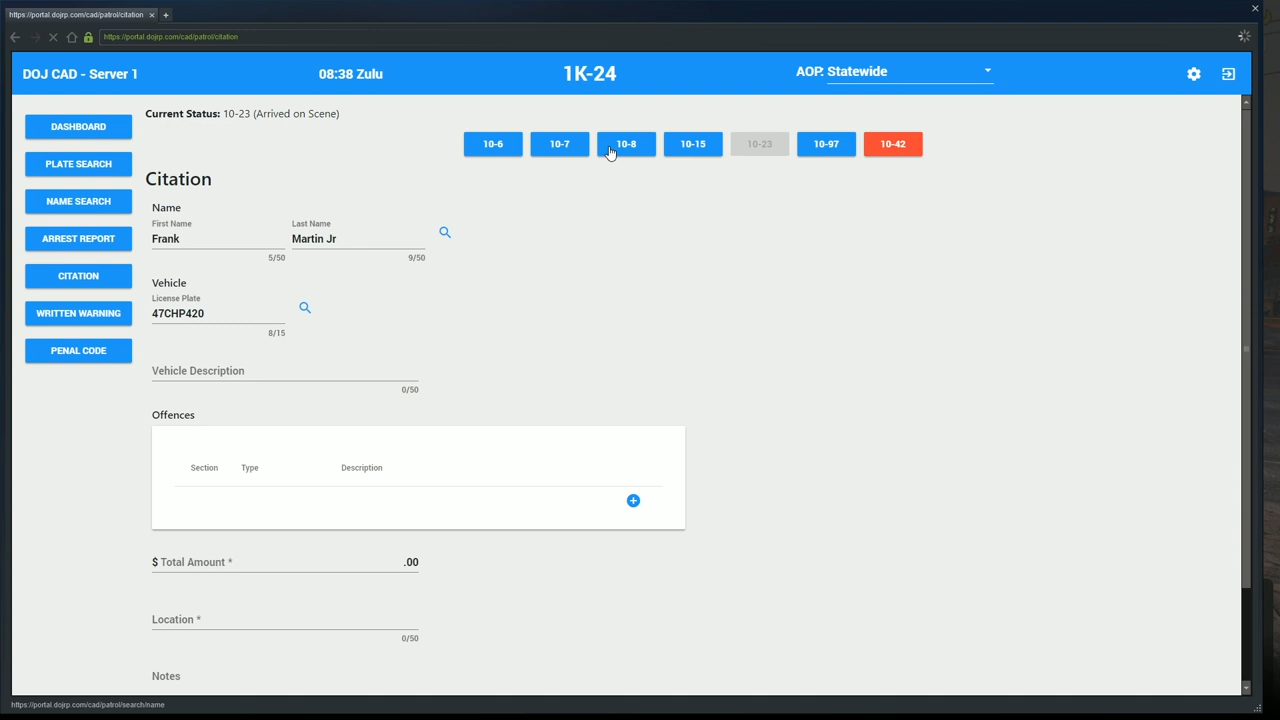 https://portal.dojrp.com/cad/patrol/citation
https://portal.dojrp.com/cad/patrol/citation
DOJ CAD - Server 1 08:38 Zulu 1K-24 AOP: Statewide
Current Status: 10-23 (Arrived on Scene)
DASHBOARD
PLATE SEARCH
NAME SEARCH
ARREST REPORT
CITATION
WRITTEN WARNING
PENAL CODE
10-6 10-7 10-8 10-15 10-23 10-97 10-42
Citation
Name
First Name Last Name
Frank Martin Jr
5/50 9/50
Vehicle
License Plate
47CHP420
8/15
Vehicle Description
0/50
Offences
Section Type Description
$ Total Amount * .00
Location *
0/50
Notes
https://portal.dojrp.com/cad/patrol/search/name